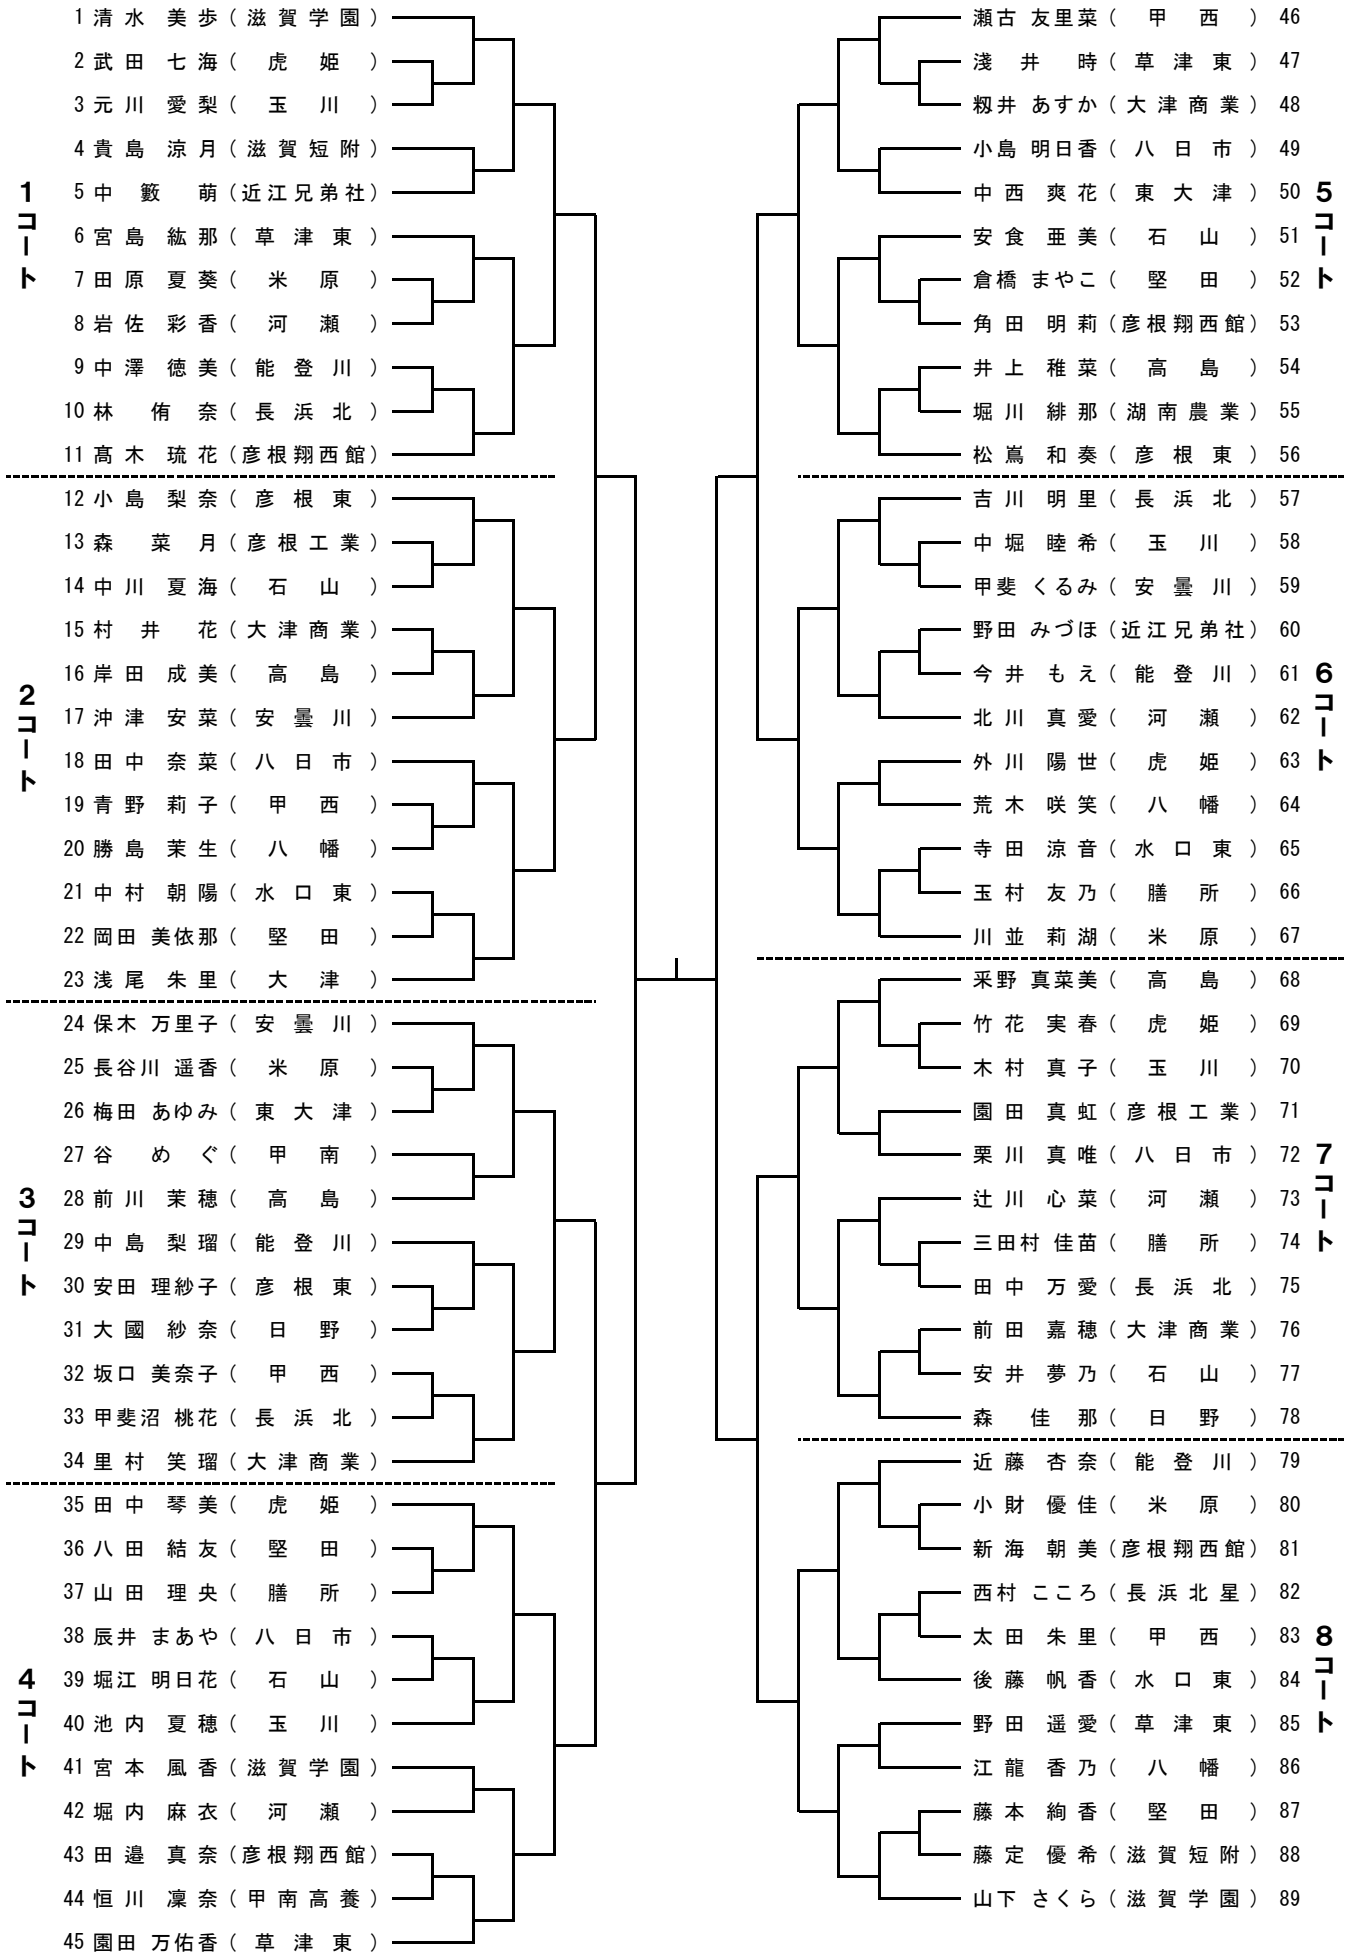 1コート
1 清水 美歩 (滋賀学園)
2 武田 七海 (虎姫)
3 元川 愛梨 (玉川)
4 貴島 涼月 (滋賀短附)
5 中籔 萌 (近江兄弟社)
6 宮島 紘那 (草津東)
7 田原 夏葵 (米原)
8 岩佐 彩香 (河瀬)
9 中澤 徳美 (能登川)
10 林 侑奈 (長浜北)
11 髙木 琉花 (彦根翔西館)
2コート
12 小島 梨奈 (彦根東)
13 森 菜月 (彦根工業)
14 中川 夏海 (石山)
15 村井 花 (大津商業)
16 岸田 成美 (高島)
17 沖津 安菜 (安曇川)
18 田中 奈菜 (八日市)
19 青野 莉子 (甲西)
20 勝島 茉生 (八幡)
21 中村 朝陽 (水口東)
22 岡田 美依那 (堅田)
23 浅尾 朱里 (大津)
3コート
24 保木 万里子 (安曇川)
25 長谷川 遥香 (米原)
26 梅田 あゆみ (東大津)
27 谷 めぐ (甲南)
28 前川 茉穂 (高島)
29 中島 梨瑠 (能登川)
30 安田 理紗子 (彦根東)
31 大國 紗奈 (日野)
32 坂口 美奈子 (甲西)
33 甲斐沼 桃花 (長浜北)
34 里村 笑瑠 (大津商業)
4コート
35 田中 琴美 (虎姫)
36 八田 結友 (堅田)
37 山田 理央 (膳所)
38 辰井 まあや (八日市)
39 堀江 明日花 (石山)
40 池内 夏穂 (玉川)
41 宮本 風香 (滋賀学園)
42 堀内 麻衣 (河瀬)
43 田邉 真奈 (彦根翔西館)
44 恒川 凜奈 (甲南高養)
45 園田 万佑香 (草津東)
5コート
瀬古 友里菜 (甲西) 46
淺井 時 (草津東) 47
籾井 あすか (大津商業) 48
小島 明日香 (八日市) 49
中西 爽花 (東大津) 50
安食 亜美 (石山) 51
倉橋 まやこ (堅田) 52
角田 明莉 (彦根翔西館) 53
井上 稚菜 (高島) 54
堀川 緋那 (湖南農業) 55
松嶌 和奏 (彦根東) 56
6コート
吉川 明里 (長浜北) 57
中堀 睦希 (玉川) 58
甲斐 くるみ (安曇川) 59
野田 みづほ (近江兄弟社) 60
今井 もえ (能登川) 61
北川 真愛 (河瀬) 62
外川 陽世 (虎姫) 63
荒木 咲笑 (八幡) 64
寺田 涼音 (水口東) 65
玉村 友乃 (膳所) 66
川並 莉湖 (米原) 67
7コート
釆野 真菜美 (高島) 68
竹花 実春 (虎姫) 69
木村 真子 (玉川) 70
園田 真虹 (彦根工業) 71
栗川 真唯 (八日市) 72
辻川 心菜 (河瀬) 73
三田村 佳苗 (膳所) 74
田中 万愛 (長浜北) 75
前田 嘉穂 (大津商業) 76
安井 夢乃 (石山) 77
森 佳那 (日野) 78
8コート
近藤 杏奈 (能登川) 79
小財 優佳 (米原) 80
新海 朝美 (彦根翔西館) 81
西村 こころ (長浜北星) 82
太田 朱里 (甲西) 83
後藤 帆香 (水口東) 84
野田 遥愛 (草津東) 85
江龍 香乃 (八幡) 86
藤本 絢香 (堅田) 87
藤定 優希 (滋賀短附) 88
山下 さくら (滋賀学園) 89